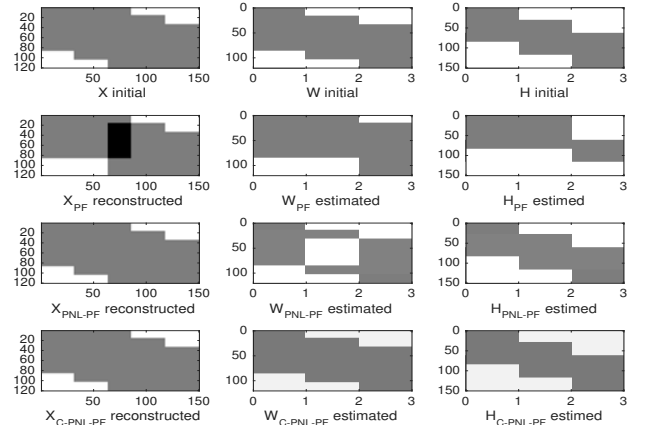 0
20
40
60
80
100
120
50 100 150
X initial
0
50
100
0 1 2 3
W initial
0
50
100
150
0 1 2 3
H initial
20
40
60
80
100
120
50 100 150
X_PF reconstructed
0
50
100
0 1 2 3
W_PF estimated
0
50
100
150
0 1 2 3
H_PF estimed
20
40
60
80
100
120
50 100 150
X_PNL-PF reconstructed
0
50
100
0 1 2 3
W_PNL-PF estimated
0
50
100
150
0 1 2 3
H_PNL-PF estimed
20
40
60
80
100
120
50 100 150
X_C-PNL-PF reconstructed
0
50
100
0 1 2 3
W_C-PNL-PF estimated
0
50
100
150
0 1 2 3
H_C-PNL-PF estimed